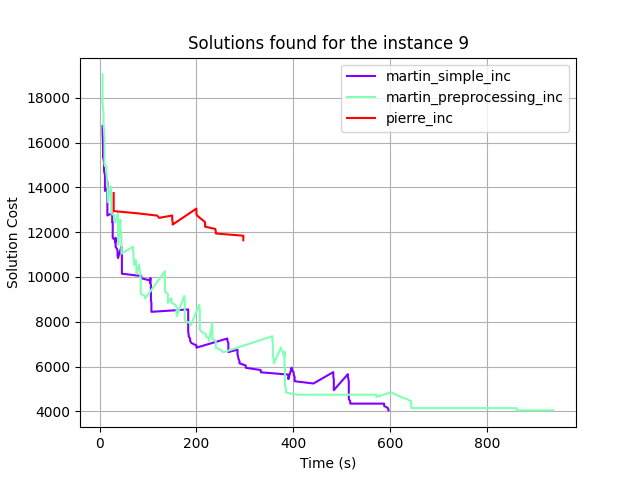 Solutions found for the instance 9
martin_simple_inc
martin_preprocessing_inc
pierre_inc
Solution Cost
18000
16000
14000
12000
10000
8000
6000
4000
0 200 400 600 800
Time (s)